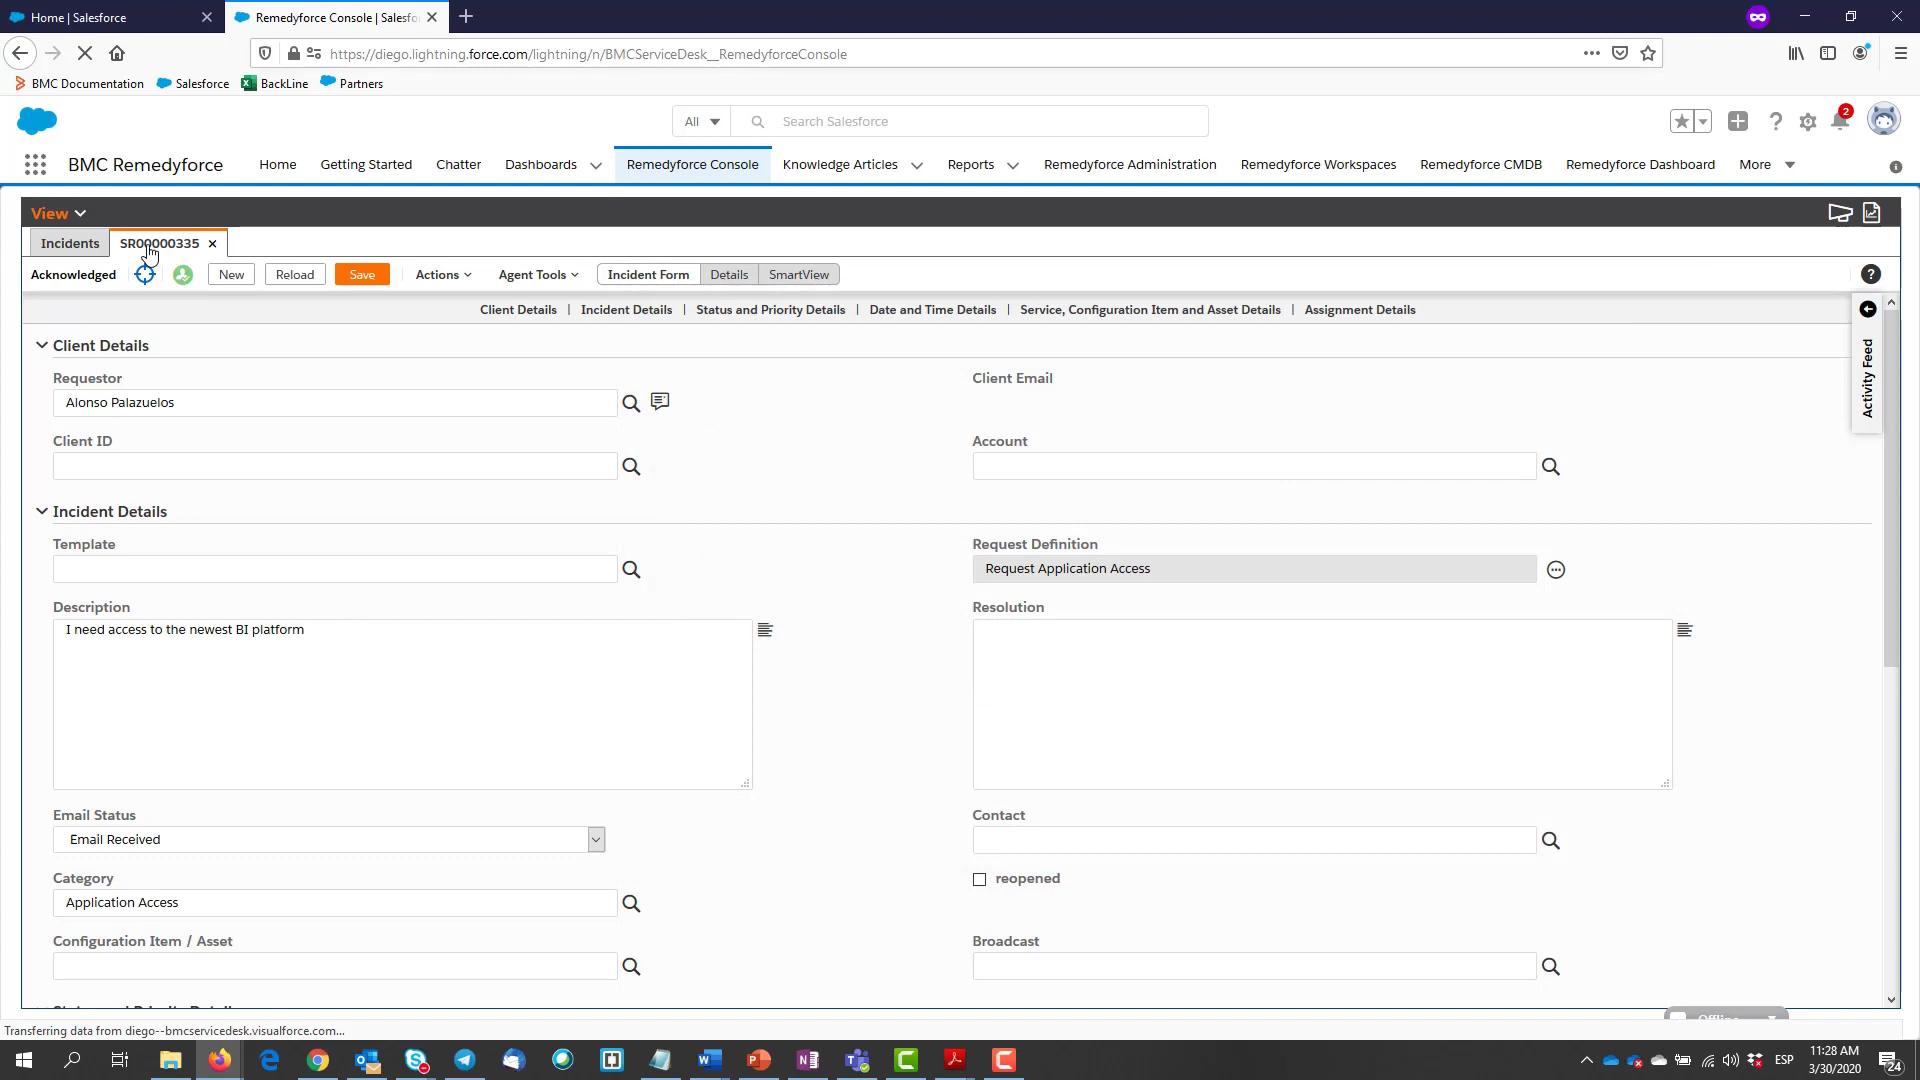 Home | Salesforce
Remedyforce Console | Salesfo
https://diego.lightning.force.com/lightning/n/BMCServiceDesk__RemedyforceConsole
BMC Documentation Salesforce BackLine Partners
All Search Salesforce 2
BMC Remedyforce Home Getting Started Chatter Dashboards Remedyforce Console Knowledge Articles Reports Remedyforce Administration Remedyforce Workspaces Remedyforce CMDB Remedyforce Dashboard More
View
Incidents SR00000335
Acknowledged New Reload Save Actions Agent Tools Incident Form Details SmartView
Client Details | Incident Details | Status and Priority Details | Date and Time Details | Service, Configuration Item and Asset Details | Assignment Details
Activity Feed
Client Details
Requestor Client Email
Alonso Palazuelos
Client ID Account
Incident Details
Template Request Definition
Request Application Access
Description Resolution
I need access to the newest BI platform
Email Status Contact
Email Received
Category reopened
Application Access
Configuration Item / Asset Broadcast
Transferring data from diego--bmcservicedesk.visualforce.com...
ESP 11:28 AM
3/30/2020
24